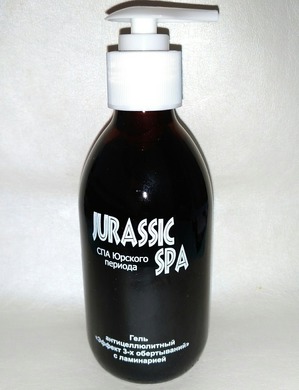 JURASSIC
СПА Юрского
периода
SPA
Гель
антицеллюлитный
«Эффект 3-х обертываний»
с ламинарией